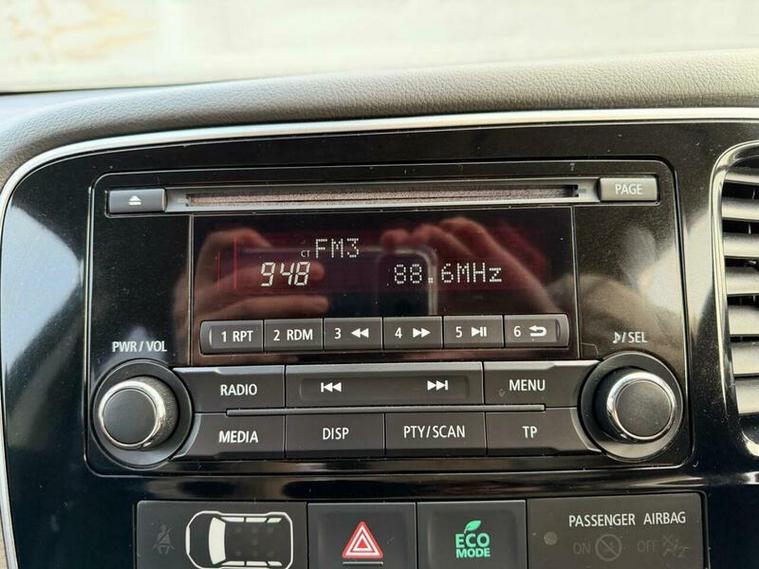 PAGE
CT FM3
948 88.6MHz
1 RPT 2 RDM 3 4 5 6
PWR/VOL ♪/SEL
RADIO MENU
MEDIA DISP PTY/SCAN TP
PASSENGER AIRBAG
ECO
MODE
ON OFF